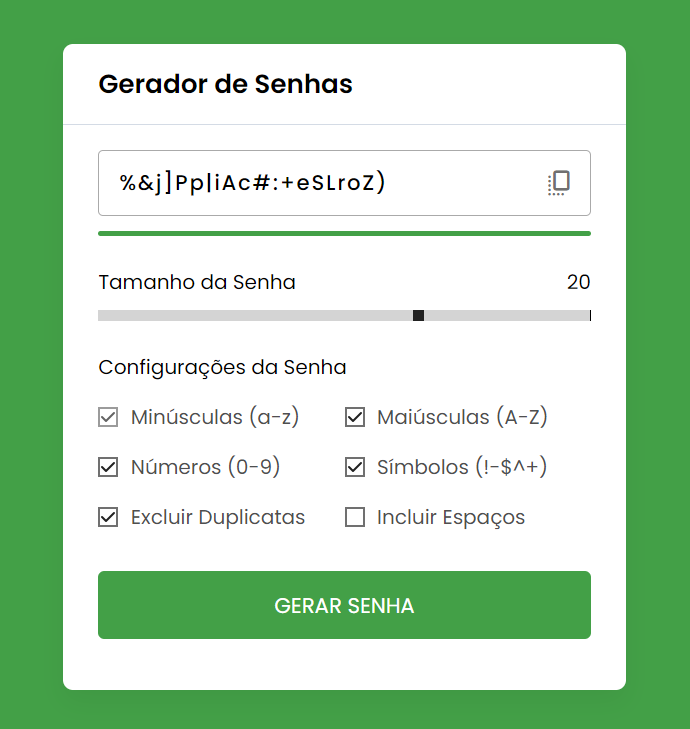 Gerador de Senhas
%&j]Pp|iAc#:+eSLroZ)
Tamanho da Senha 20
Configurações da Senha
Minúsculas (a-z) Maiúsculas (A-Z)
Números (0-9) Símbolos (!-$^+)
Excluir Duplicatas Incluir Espaços
GERAR SENHA